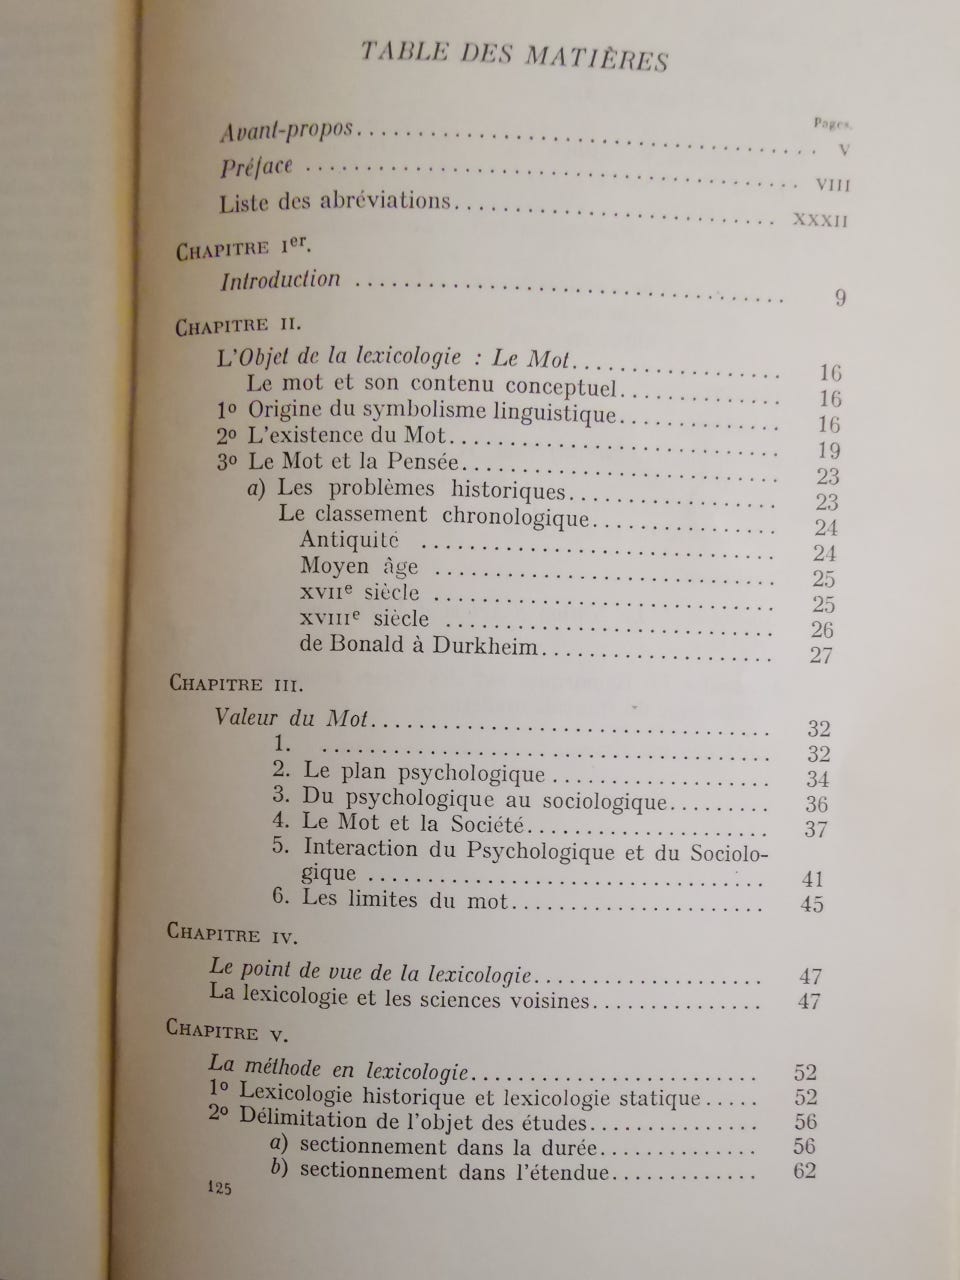 TABLE DES MATIÈRES
Pages.
Avant-propos.................................... V
Préface .................................... VIII
Liste des abréviations......................... XXXII
CHAPITRE Ier.
Introduction .............................. 9
CHAPITRE II.
L'Objet de la lexicologie : Le Mot.............. 16
Le mot et son contenu conceptuel........... 16
1o Origine du symbolisme linguistique........... 16
2o L'existence du Mot....................... 19
3o Le Mot et la Pensée...................... 23
a) Les problèmes historiques............... 23
Le classement chronologique............. 24
Antiquité ......................... 24
Moyen âge ........................ 25
XVIIe siècle ........................ 25
XVIIIe siècle ....................... 26
de Bonald à Durkheim................. 27
CHAPITRE III.
Valeur du Mot............................ 32
1. .................................. 32
2. Le plan psychologique ................ 34
3. Du psychologique au sociologique......... 36
4. Le Mot et la Société................... 37
5. Interaction du Psychologique et du Sociolo-
gique .............................. 41
6. Les limites du mot.................... 45
CHAPITRE IV.
Le point de vue de la lexicologie................ 47
La lexicologie et les sciences voisines............ 47
CHAPITRE V.
La méthode en lexicologie..................... 52
1o Lexicologie historique et lexicologie statique..... 52
2o Délimitation de l'objet des études............. 56
a) sectionnement dans la durée............. 56
b) sectionnement dans l'étendue............ 62
125